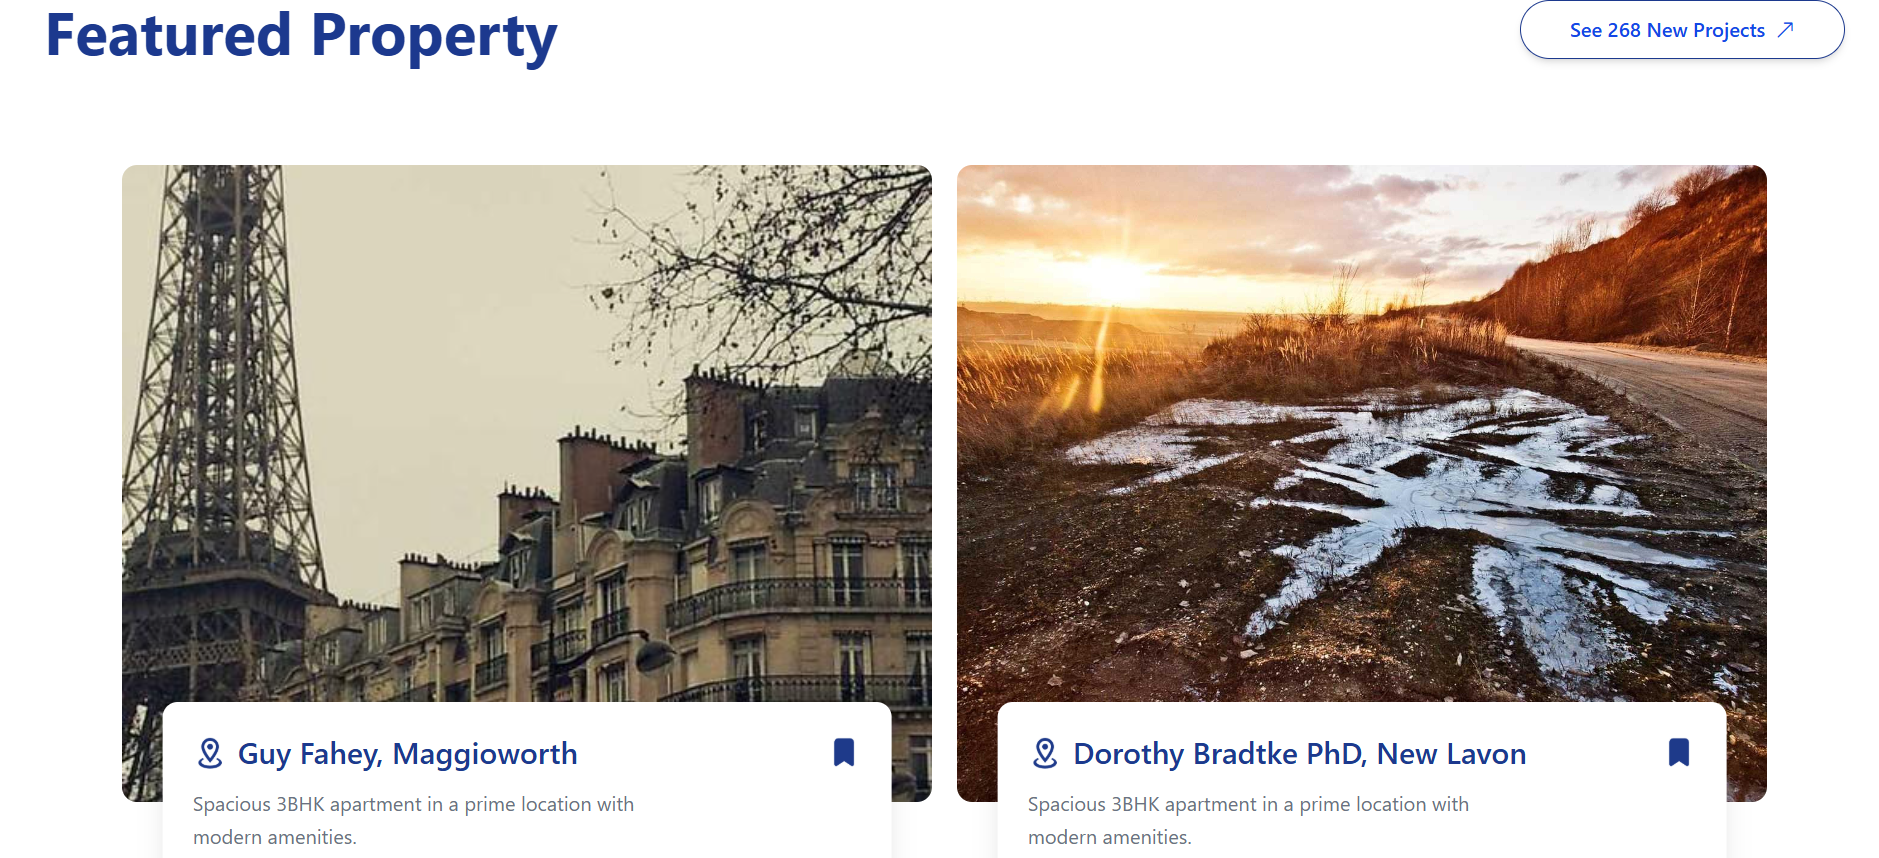 Featured Property
See 268 New Projects
Guy Fahey, Maggioworth
Spacious 3BHK apartment in a prime location with
modern amenities.
Dorothy Bradtke PhD, New Lavon
Spacious 3BHK apartment in a prime location with
modern amenities.